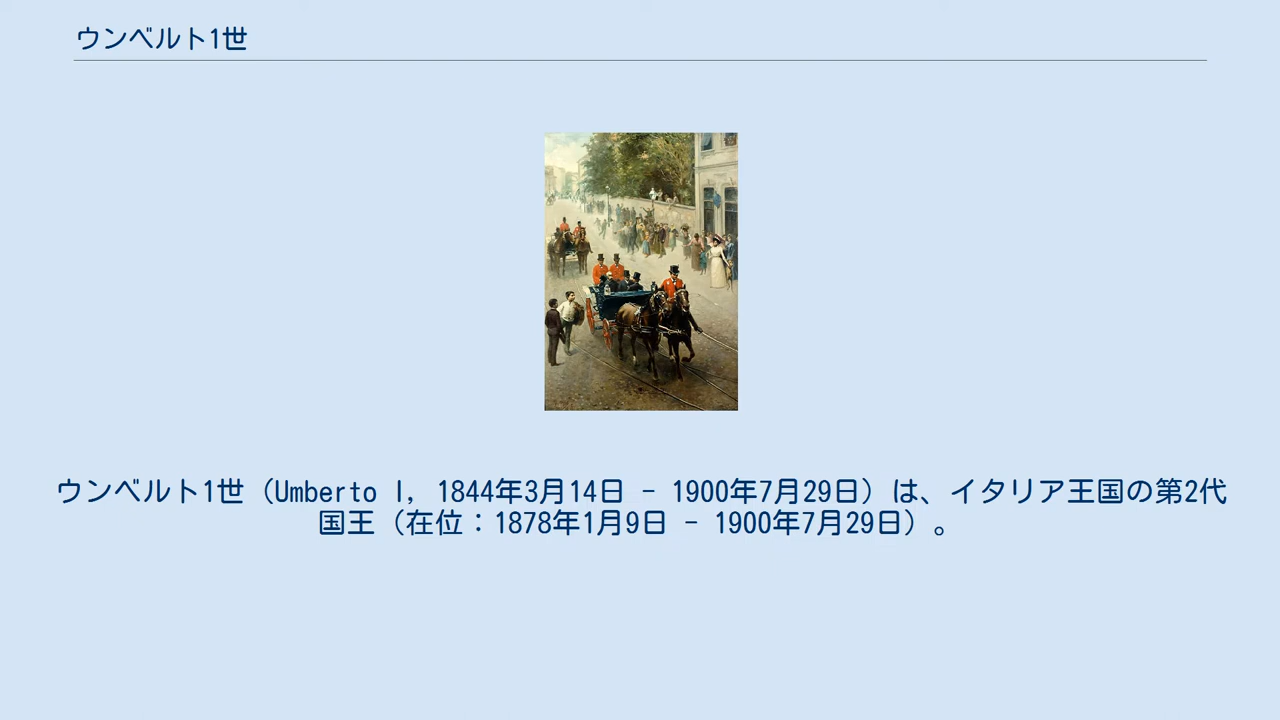 ウンベルト1世
ウンベルト1世（Umberto I, 1844年3月14日 - 1900年7月29日）は、イタリア王国の第2代
国王（在位：1878年1月9日 - 1900年7月29日）。